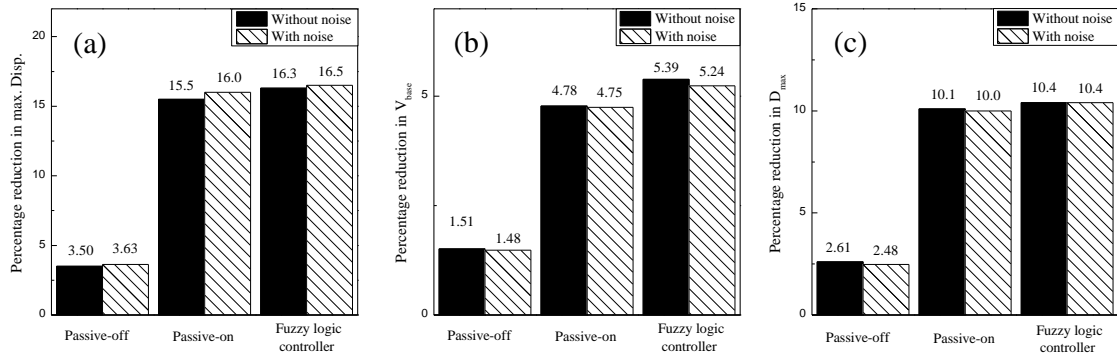 Percentage reduction in max. Disp.
20
15
10
5
0
(a)
Without noise
With noise
3.50
3.63
15.5
16.0
16.3
16.5
Passive-off
Passive-on
Fuzzy logic
controller
Percentage reduction in V_base
5
0
(b)
Without noise
With noise
1.51
1.48
4.78
4.75
5.39
5.24
Passive-off
Passive-on
Fuzzy logic
controller
Percentage reduction in D_max
15
10
5
0
(c)
Without noise
With noise
2.61
2.48
10.1
10.0
10.4
10.4
Passive-off
Passive-on
Fuzzy logic
controller